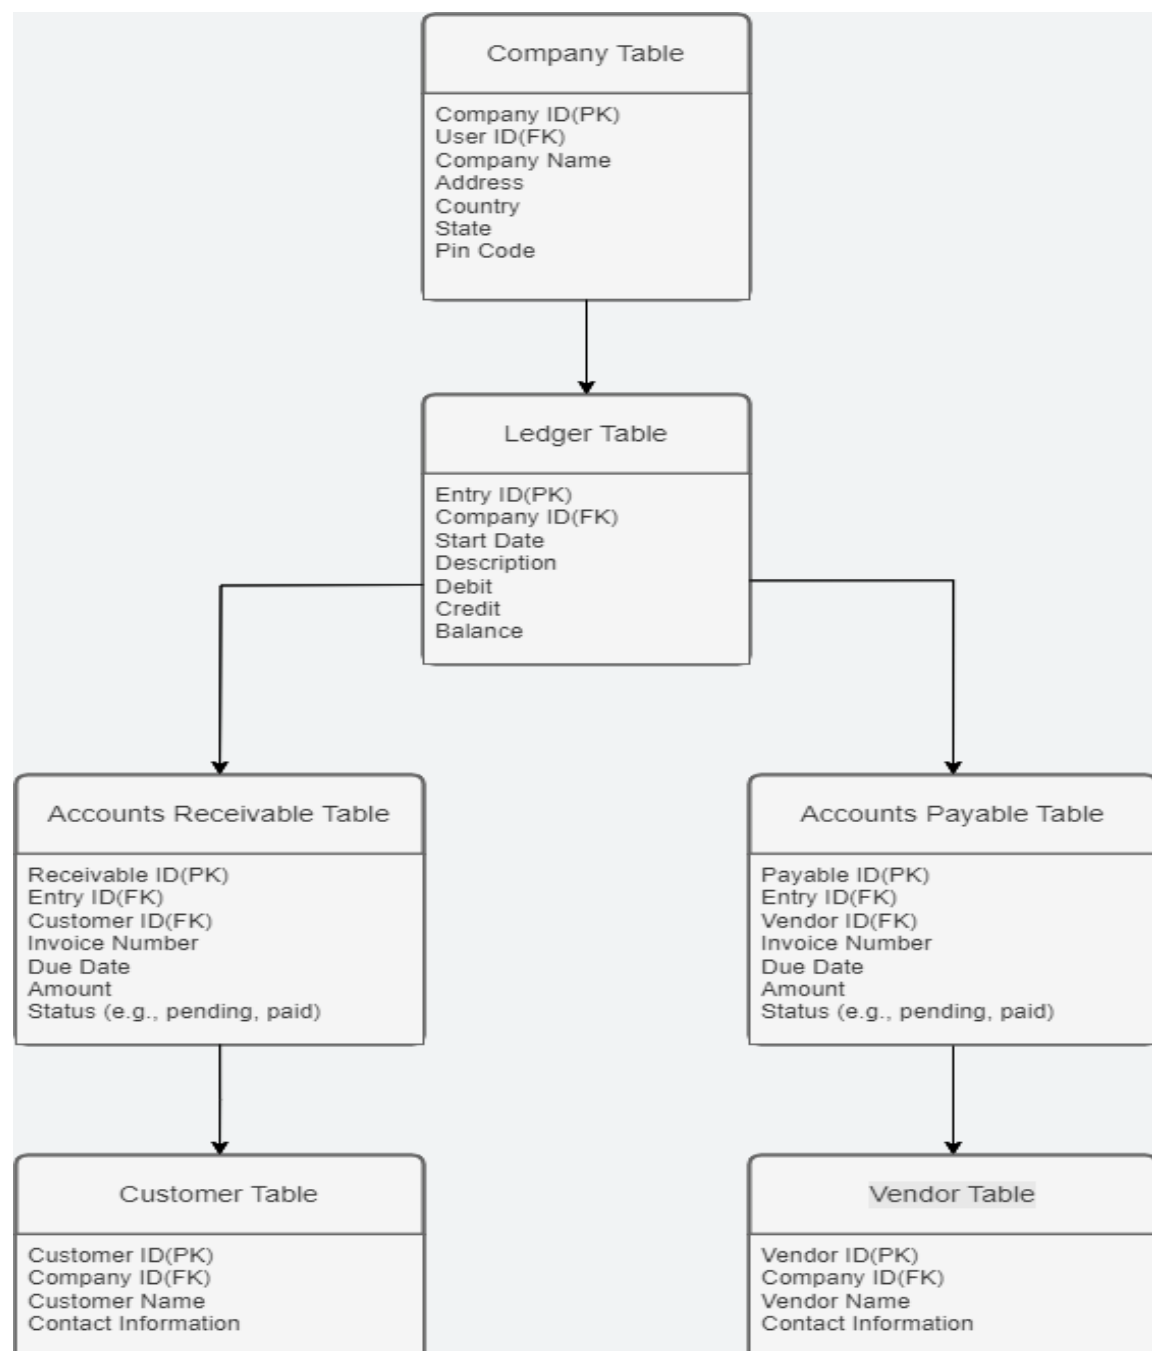 Company Table
Company ID(PK)
User ID(FK)
Company Name
Address
Country
State
Pin Code
Ledger Table
Entry ID(PK)
Company ID(FK)
Start Date
Description
Debit
Credit
Balance
Accounts Receivable Table
Receivable ID(PK)
Entry ID(FK)
Customer ID(FK)
Invoice Number
Due Date
Amount
Status (e.g., pending, paid)
Accounts Payable Table
Payable ID(PK)
Entry ID(FK)
Vendor ID(FK)
Invoice Number
Due Date
Amount
Status (e.g., pending, paid)
Customer Table
Customer ID(PK)
Company ID(FK)
Customer Name
Contact Information
Vendor Table
Vendor ID(PK)
Company ID(FK)
Vendor Name
Contact Information